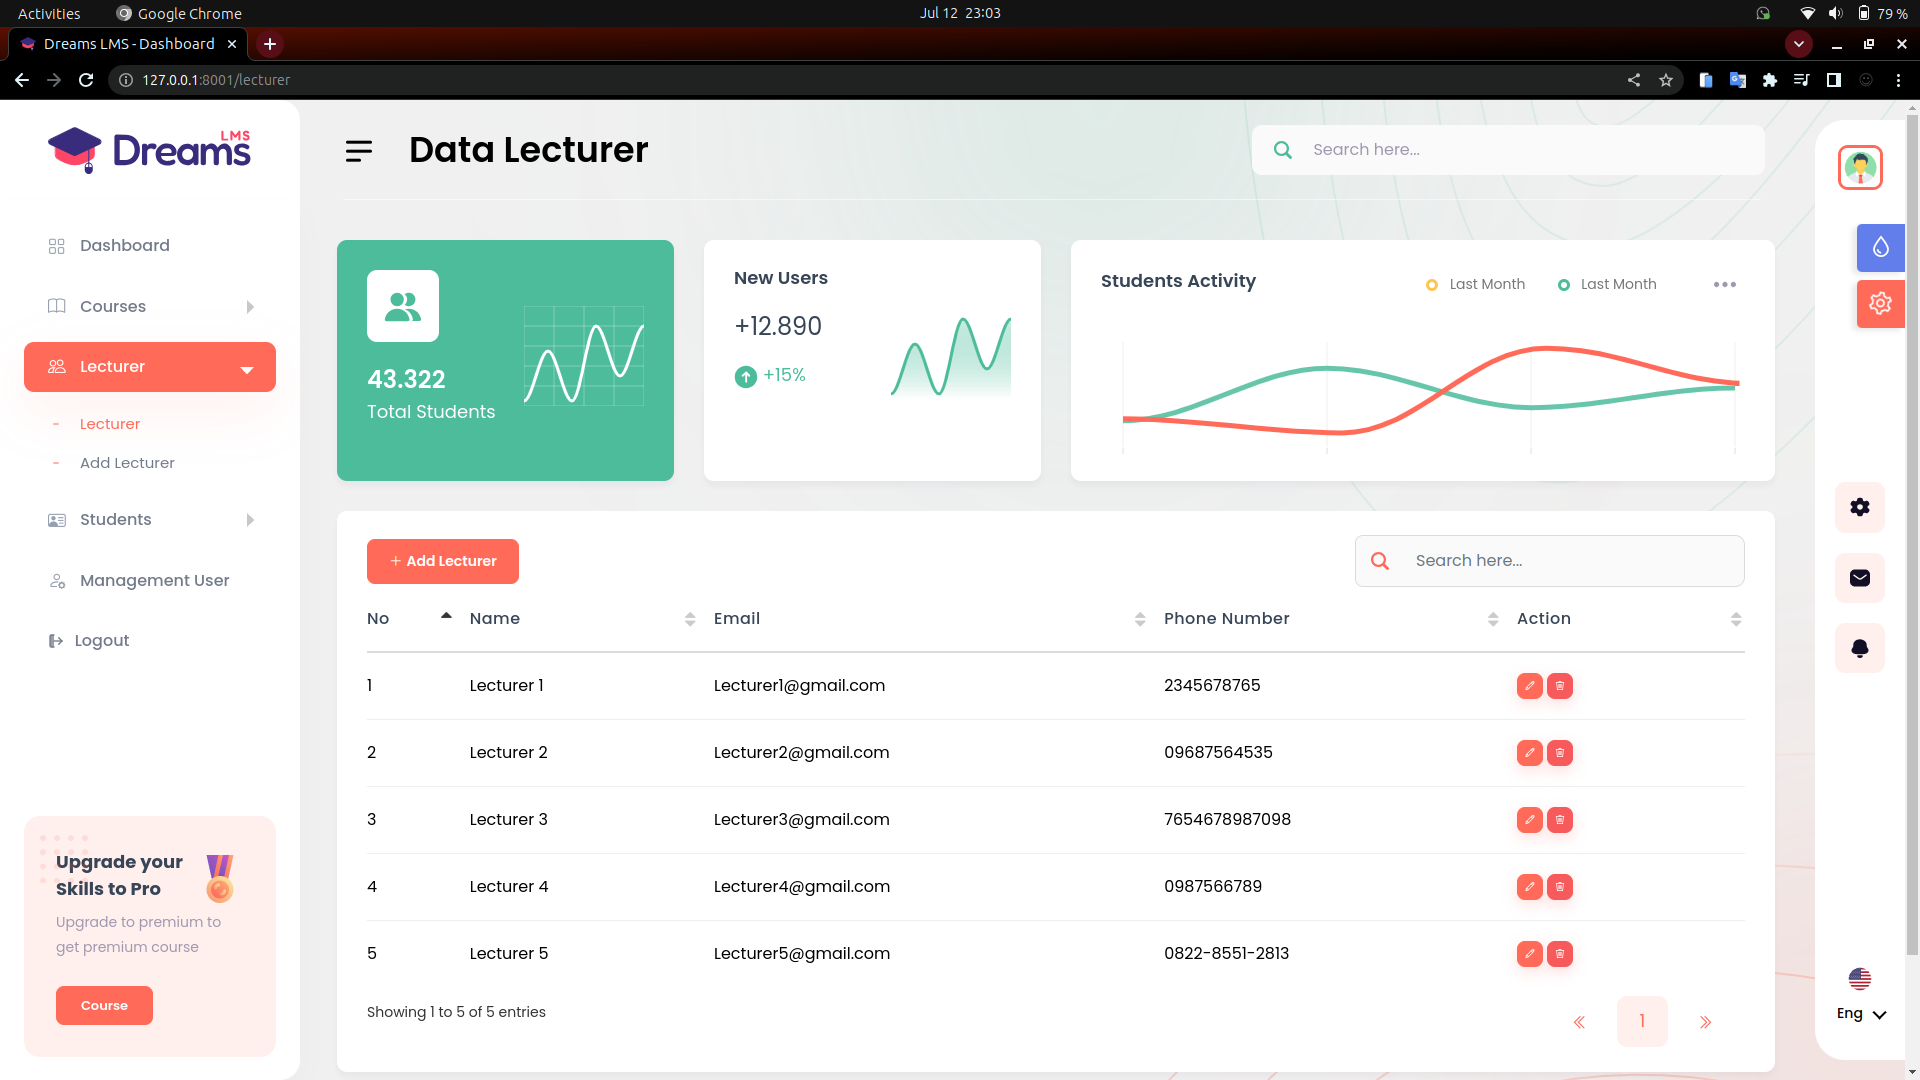 Activities
Google Chrome
Jul 12 23:03
79 %
Dreams LMS - Dashboard
127.0.0.1:8001/lecturer
Dreams LMS
Data Lecturer
Search here...
Dashboard
Courses
Lecturer
- Lecturer
- Add Lecturer
Students
Management User
Logout
Upgrade your
Skills to Pro
Upgrade to premium to
get premium course
Course
43.322
Total Students
New Users
+12.890
+15%
Students Activity
Last Month
Last Month
+ Add Lecturer
Search here...
No Name Email Phone Number Action
1 Lecturer 1 Lecturer1@gmail.com 2345678765
2 Lecturer 2 Lecturer2@gmail.com 09687564535
3 Lecturer 3 Lecturer3@gmail.com 7654678987098
4 Lecturer 4 Lecturer4@gmail.com 0987566789
5 Lecturer 5 Lecturer5@gmail.com 0822-8551-2813
Showing 1 to 5 of 5 entries
« 1 »
Eng